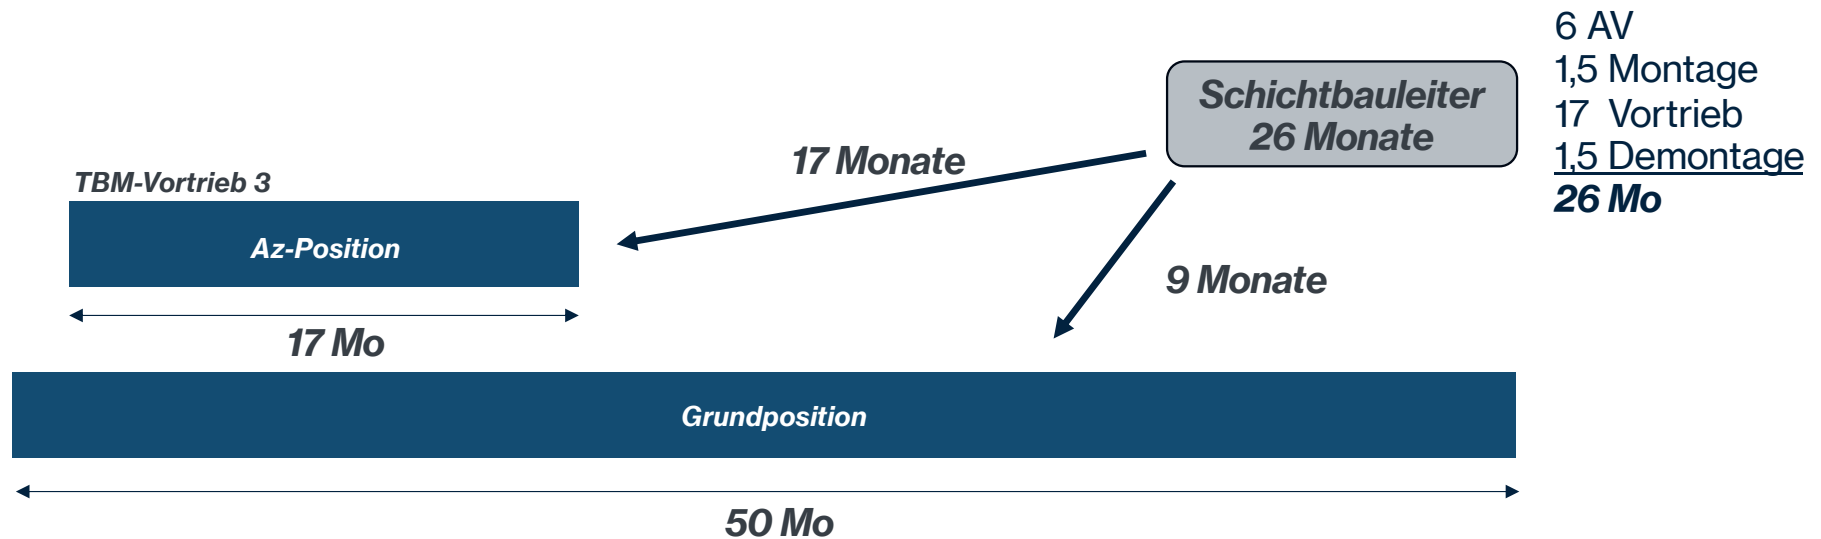 6 AV
1,5 Montage
17 Vortrieb
1,5 Demontage
26 Mo
Schichtbauleiter
26 Monate
17 Monate
9 Monate
TBM-Vortrieb 3
Az-Position
17 Mo
Grundposition
50 Mo